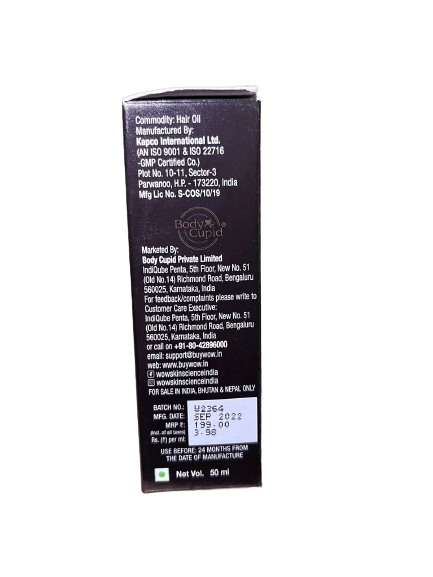 Commodity: Hair Oil
Manufactured By:
Kapco International Ltd.
(AN ISO 9001 & ISO 22716
-GMP Certified Co.)
Plot No. 10-11, Sector-3
Parwanoo, H.P. - 173220, India
Mfg Lic No. S-COS/10/19
Body
Cupid
Marketed By:
Body Cupid Private Limited
IndiQube Penta, 5th Floor, New No. 51
(Old No.14) Richmond Road, Bengaluru
560025, Karnataka, India
For feedback/complaints please write to
Customer Care Executive:
IndiQube Penta, 5th Floor, New No. 51
(Old No.14) Richmond Road, Bengaluru
560025, Karnataka, India
or call on +91-80-42896000
email: support@buywow.in
web: www.buywow.in
wowskinscienceindia
wowskinscienceindia
FOR SALE IN INDIA, BHUTAN & NEPAL ONLY
BATCH NO.: W2364
MFG. DATE: SEP 2022
MRP ₹: 199.00
(Incl. of all taxes)
Rs. (₹) per ml: 3.98
USE BEFORE: 24 MONTHS FROM
THE DATE OF MANUFACTURE
Net Vol. 50 ml